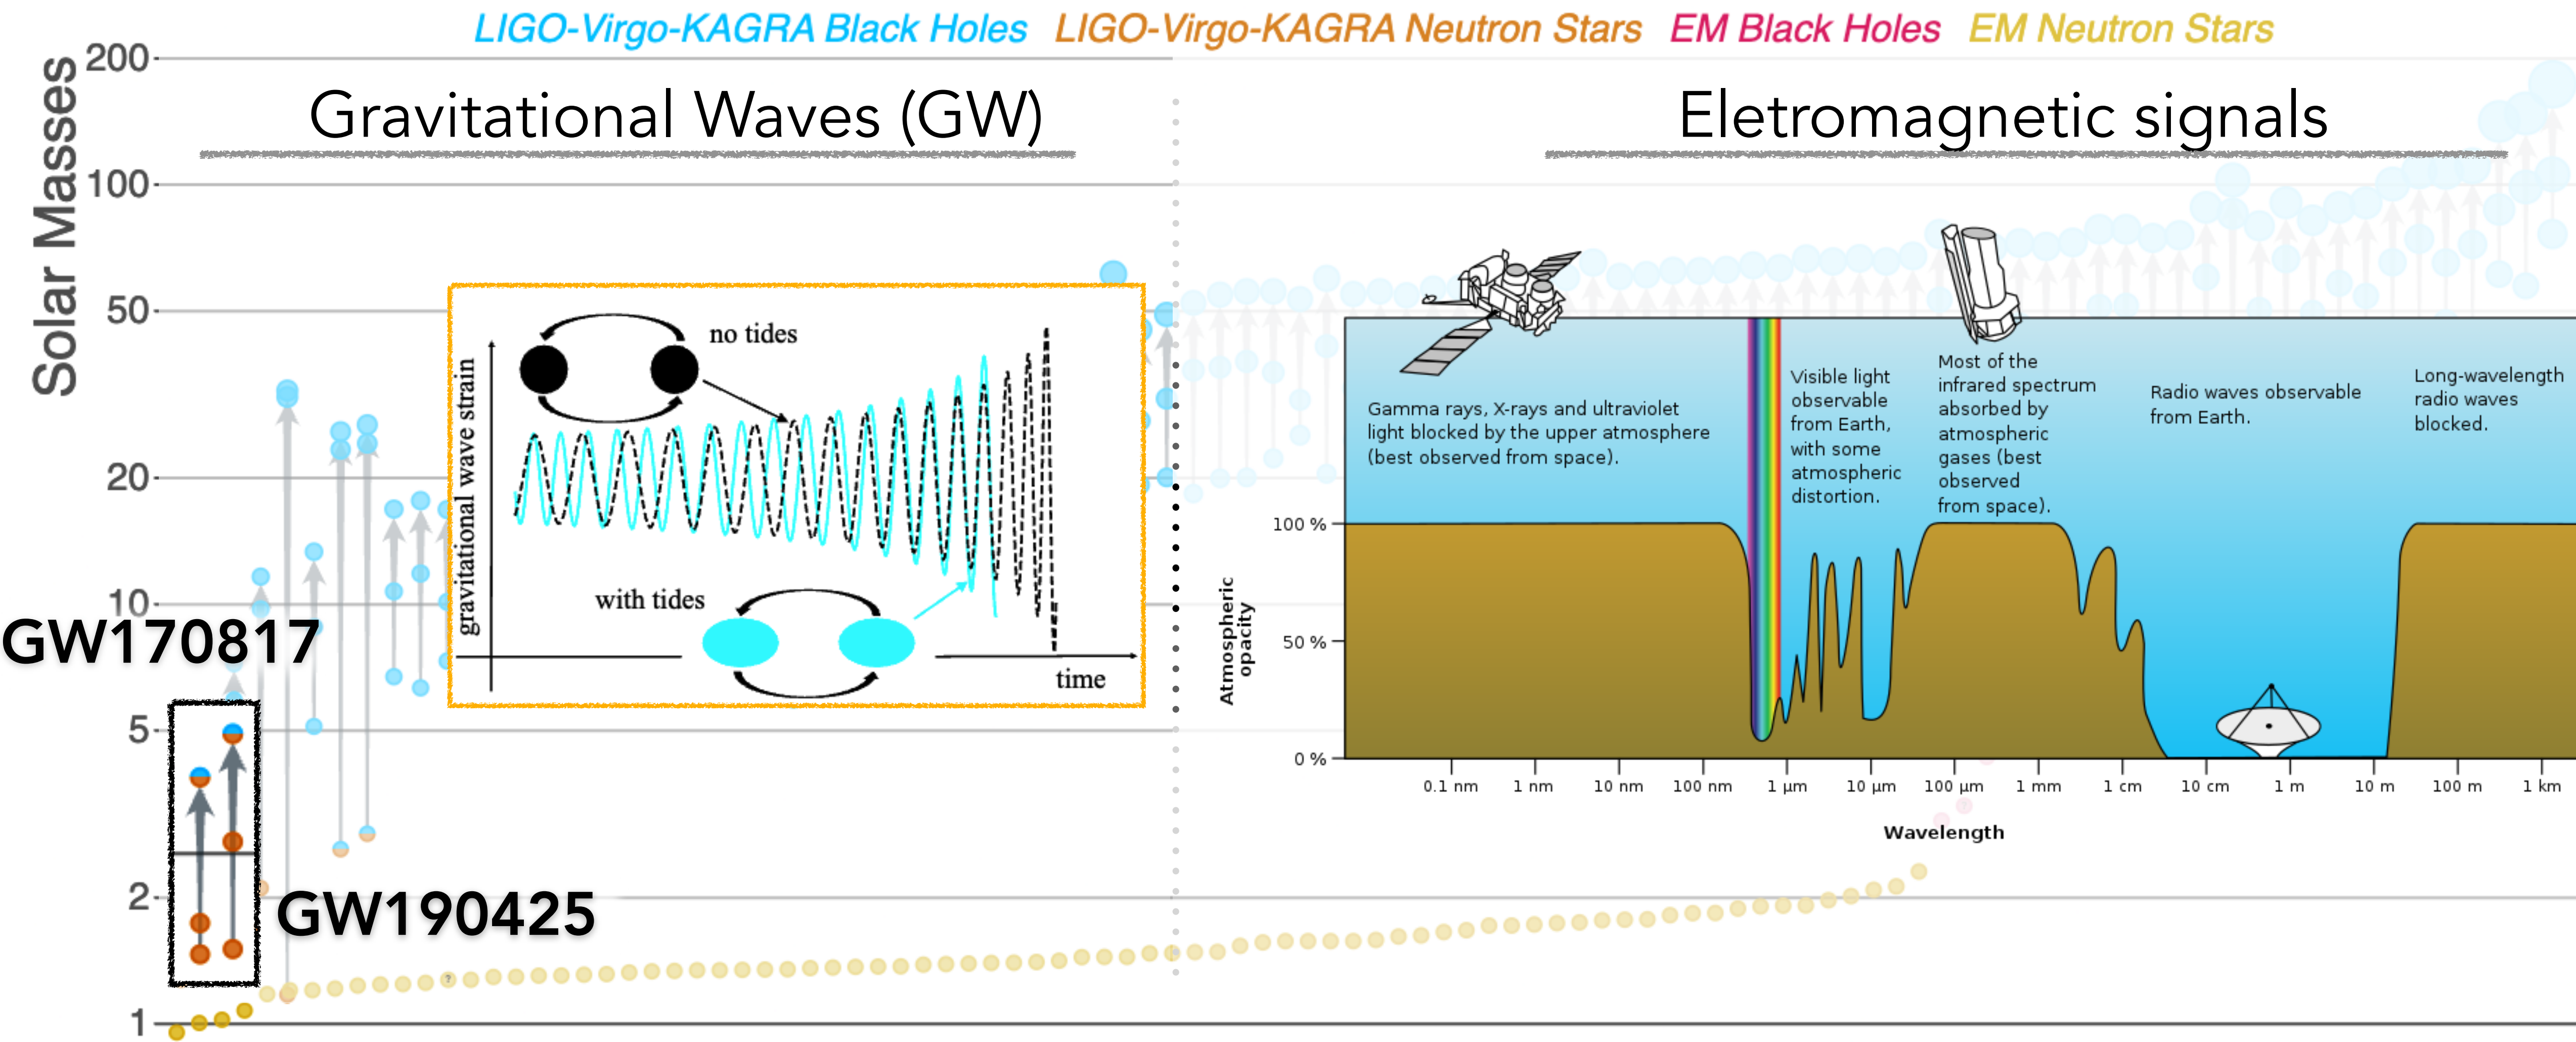 LIGO-Virgo-KAGRA Black Holes LIGO-Virgo-KAGRA Neutron Stars EM Black Holes EM Neutron Stars
Solar Masses
200
100
50
20
10
5
2
1
Gravitational Waves (GW)
gravitational wave strain
no tides
with tides
time
GW170817
GW190425
?
Eletromagnetic signals
Gamma rays, X-rays and ultraviolet
light blocked by the upper atmosphere
(best observed from space).
Visible light
observable
from Earth,
with some
atmospheric
distortion.
Most of the
infrared spectrum
absorbed by
atmospheric
gases (best
observed
from space).
Radio waves observable
from Earth.
Long-wavelength
radio waves
blocked.
Atmospheric
opacity
100 %
50 %
0 %
0.1 nm 1 nm 10 nm 100 nm 1 μm 10 μm 100 μm 1 mm 1 cm 10 cm 1 m 10 m 100 m 1 km
Wavelength